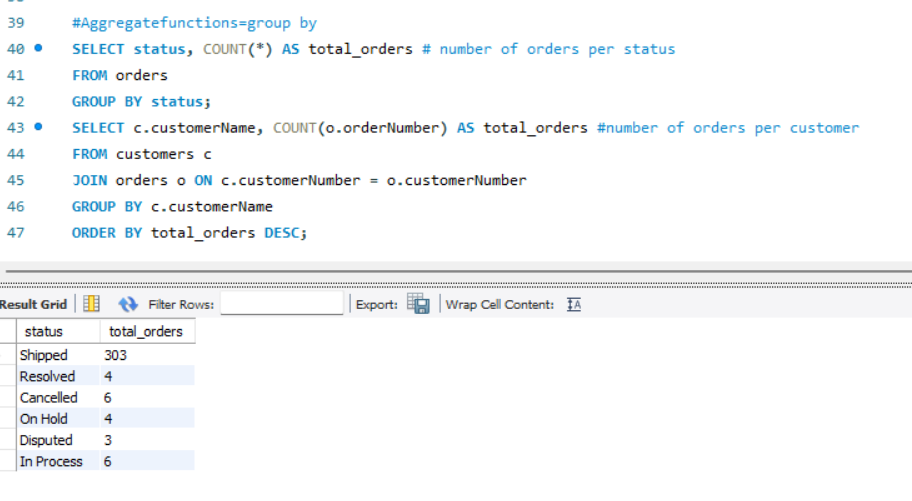 39 #Aggregatefunctions=group by
40 SELECT status, COUNT(*) AS total_orders # number of orders per status
41 FROM orders
42 GROUP BY status;
43 SELECT c.customerName, COUNT(o.orderNumber) AS total_orders #number of orders per customer
44 FROM customers c
45 JOIN orders o ON c.customerNumber = o.customerNumber
46 GROUP BY c.customerName
47 ORDER BY total_orders DESC;
Result Grid Filter Rows: Export: Wrap Cell Content: IA
status total_orders
Shipped 303
Resolved 4
Cancelled 6
On Hold 4
Disputed 3
In Process 6